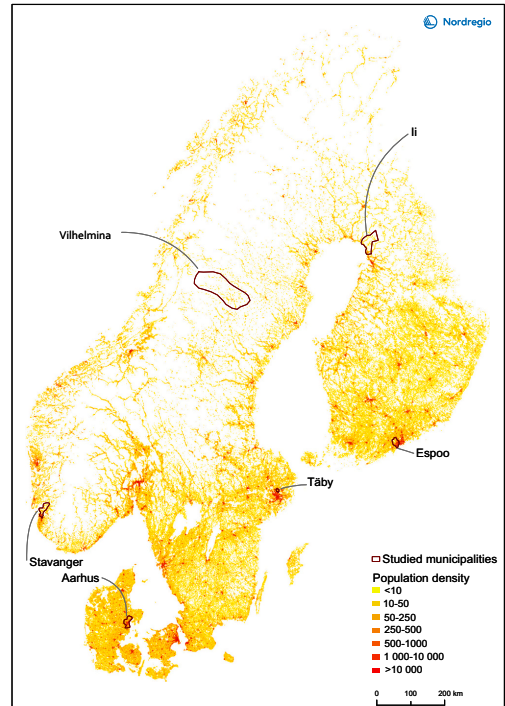 Nordregio
Ii
Vilhelmina
Espoo
Täby
Stavanger
Aarhus
Studied municipalities
Population density
<10
10-50
50-250
250-500
500-1000
1 000-10 000
>10 000
0 200 km